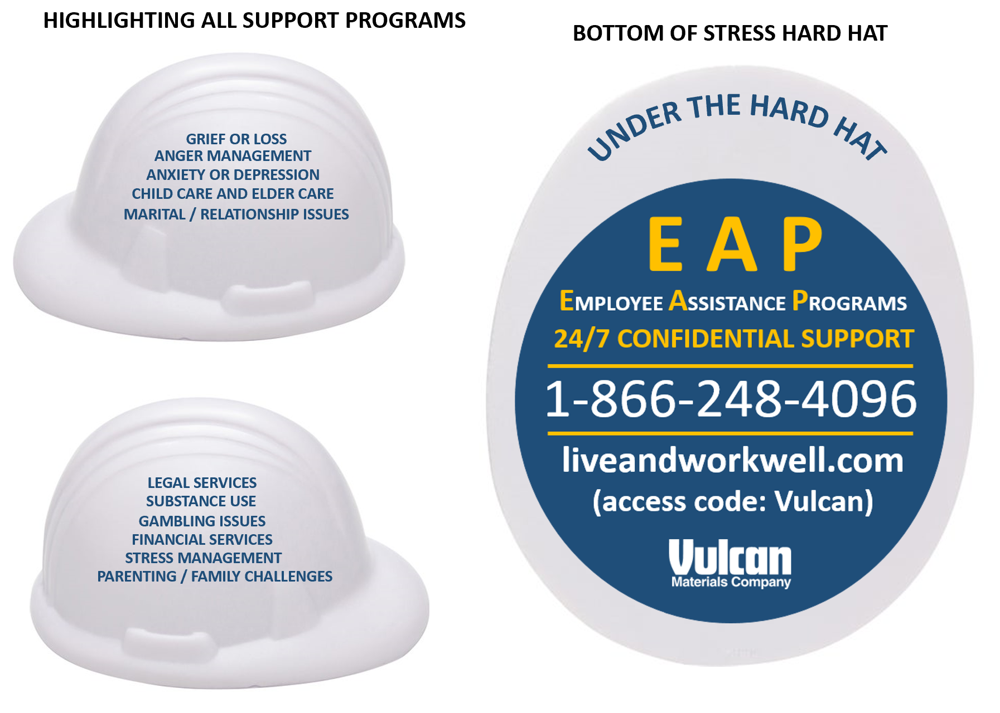 HIGHLIGHTING ALL SUPPORT PROGRAMS
GRIEF OR LOSS
ANGER MANAGEMENT
ANXIETY OR DEPRESSION
CHILD CARE AND ELDER CARE
MARITAL / RELATIONSHIP ISSUES
LEGAL SERVICES
SUBSTANCE USE
GAMBLING ISSUES
FINANCIAL SERVICES
STRESS MANAGEMENT
PARENTING / FAMILY CHALLENGES
BOTTOM OF STRESS HARD HAT
UNDER THE HARD HAT
E A P
EMPLOYEE ASSISTANCE PROGRAMS
24/7 CONFIDENTIAL SUPPORT
1-866-248-4096
liveandworkwell.com
(access code: Vulcan)
Vulcan
Materials Company